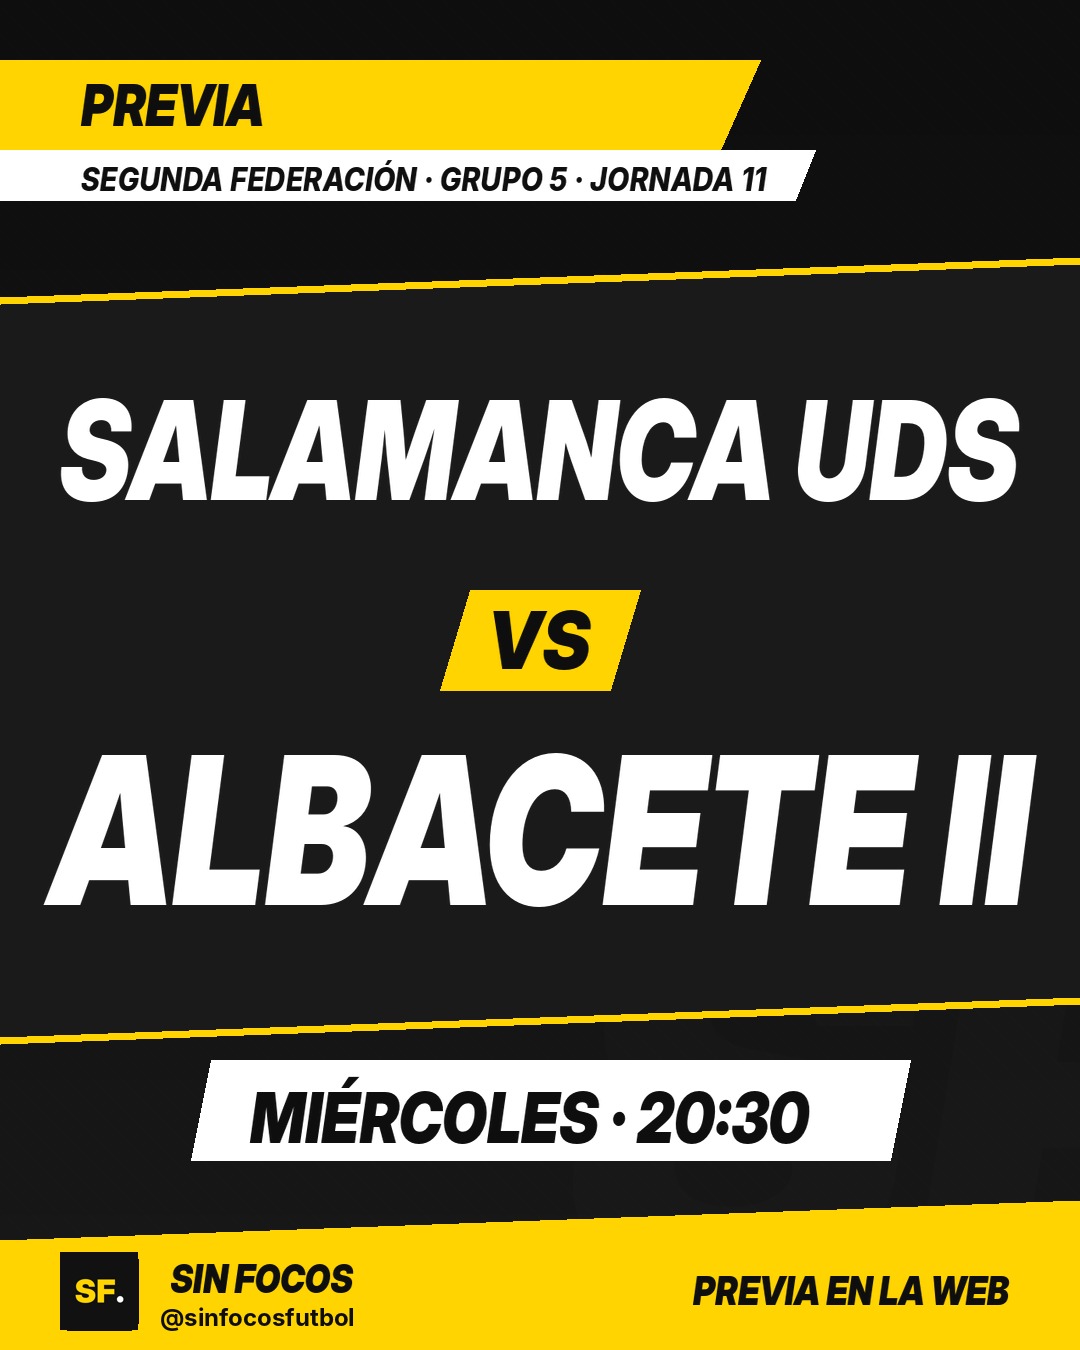 PREVIA
SEGUNDA FEDERACIÓN · GRUPO 5 · JORNADA 11
SALAMANCA UDS
VS
ALBACETE II
MIÉRCOLES · 20:30
SF.
SIN FOCOS
@sinfocosfutbol
PREVIA EN LA WEB